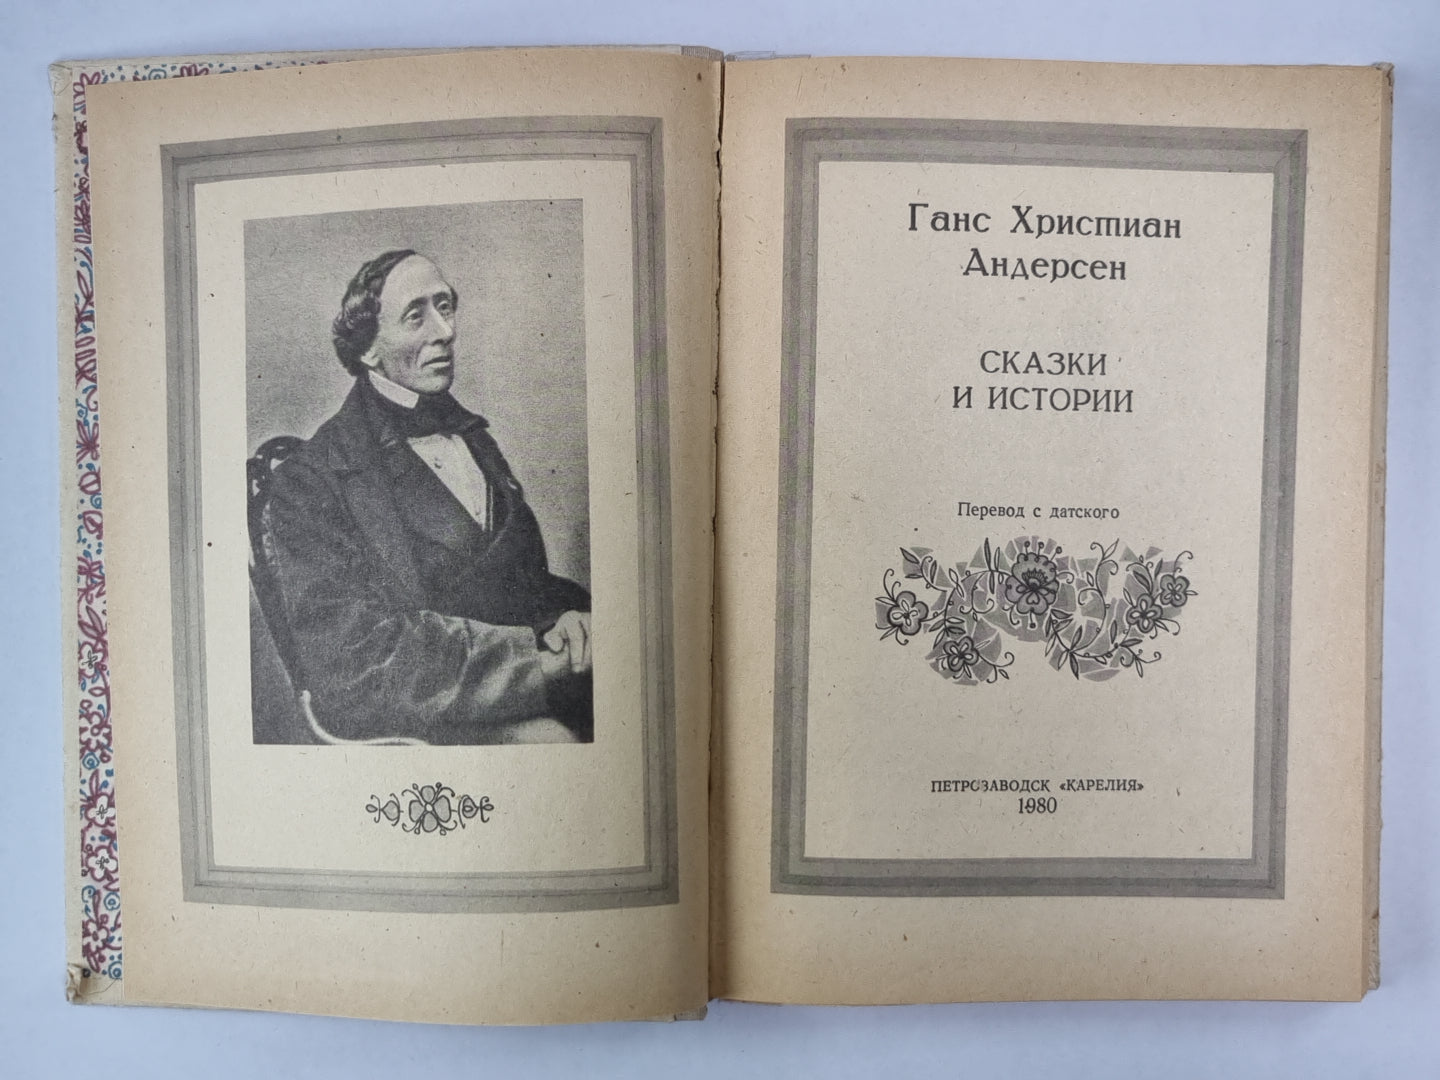 Ганс Христиан
Андерсен
СКАЗКИ
И ИСТОРИИ
Перевод с датского
ПЕТРОЗАВОДСК «КАРЕЛИЯ»
1980